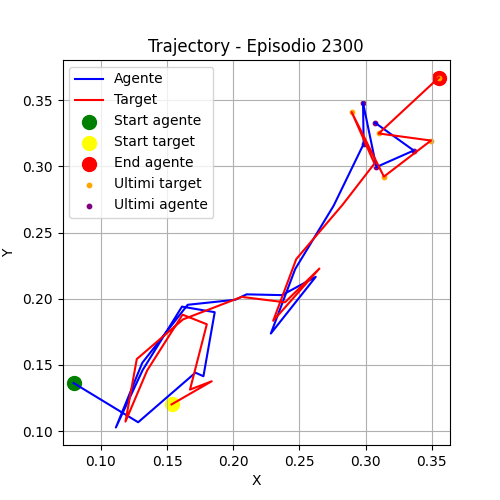 Trajectory - Episodio 2300
Agente
Target
Start agente
Start target
End agente
Ultimi target
Ultimi agente
Y
0.35
0.30
0.25
0.20
0.15
0.10
0.10 0.15 0.20 0.25 0.30 0.35
X